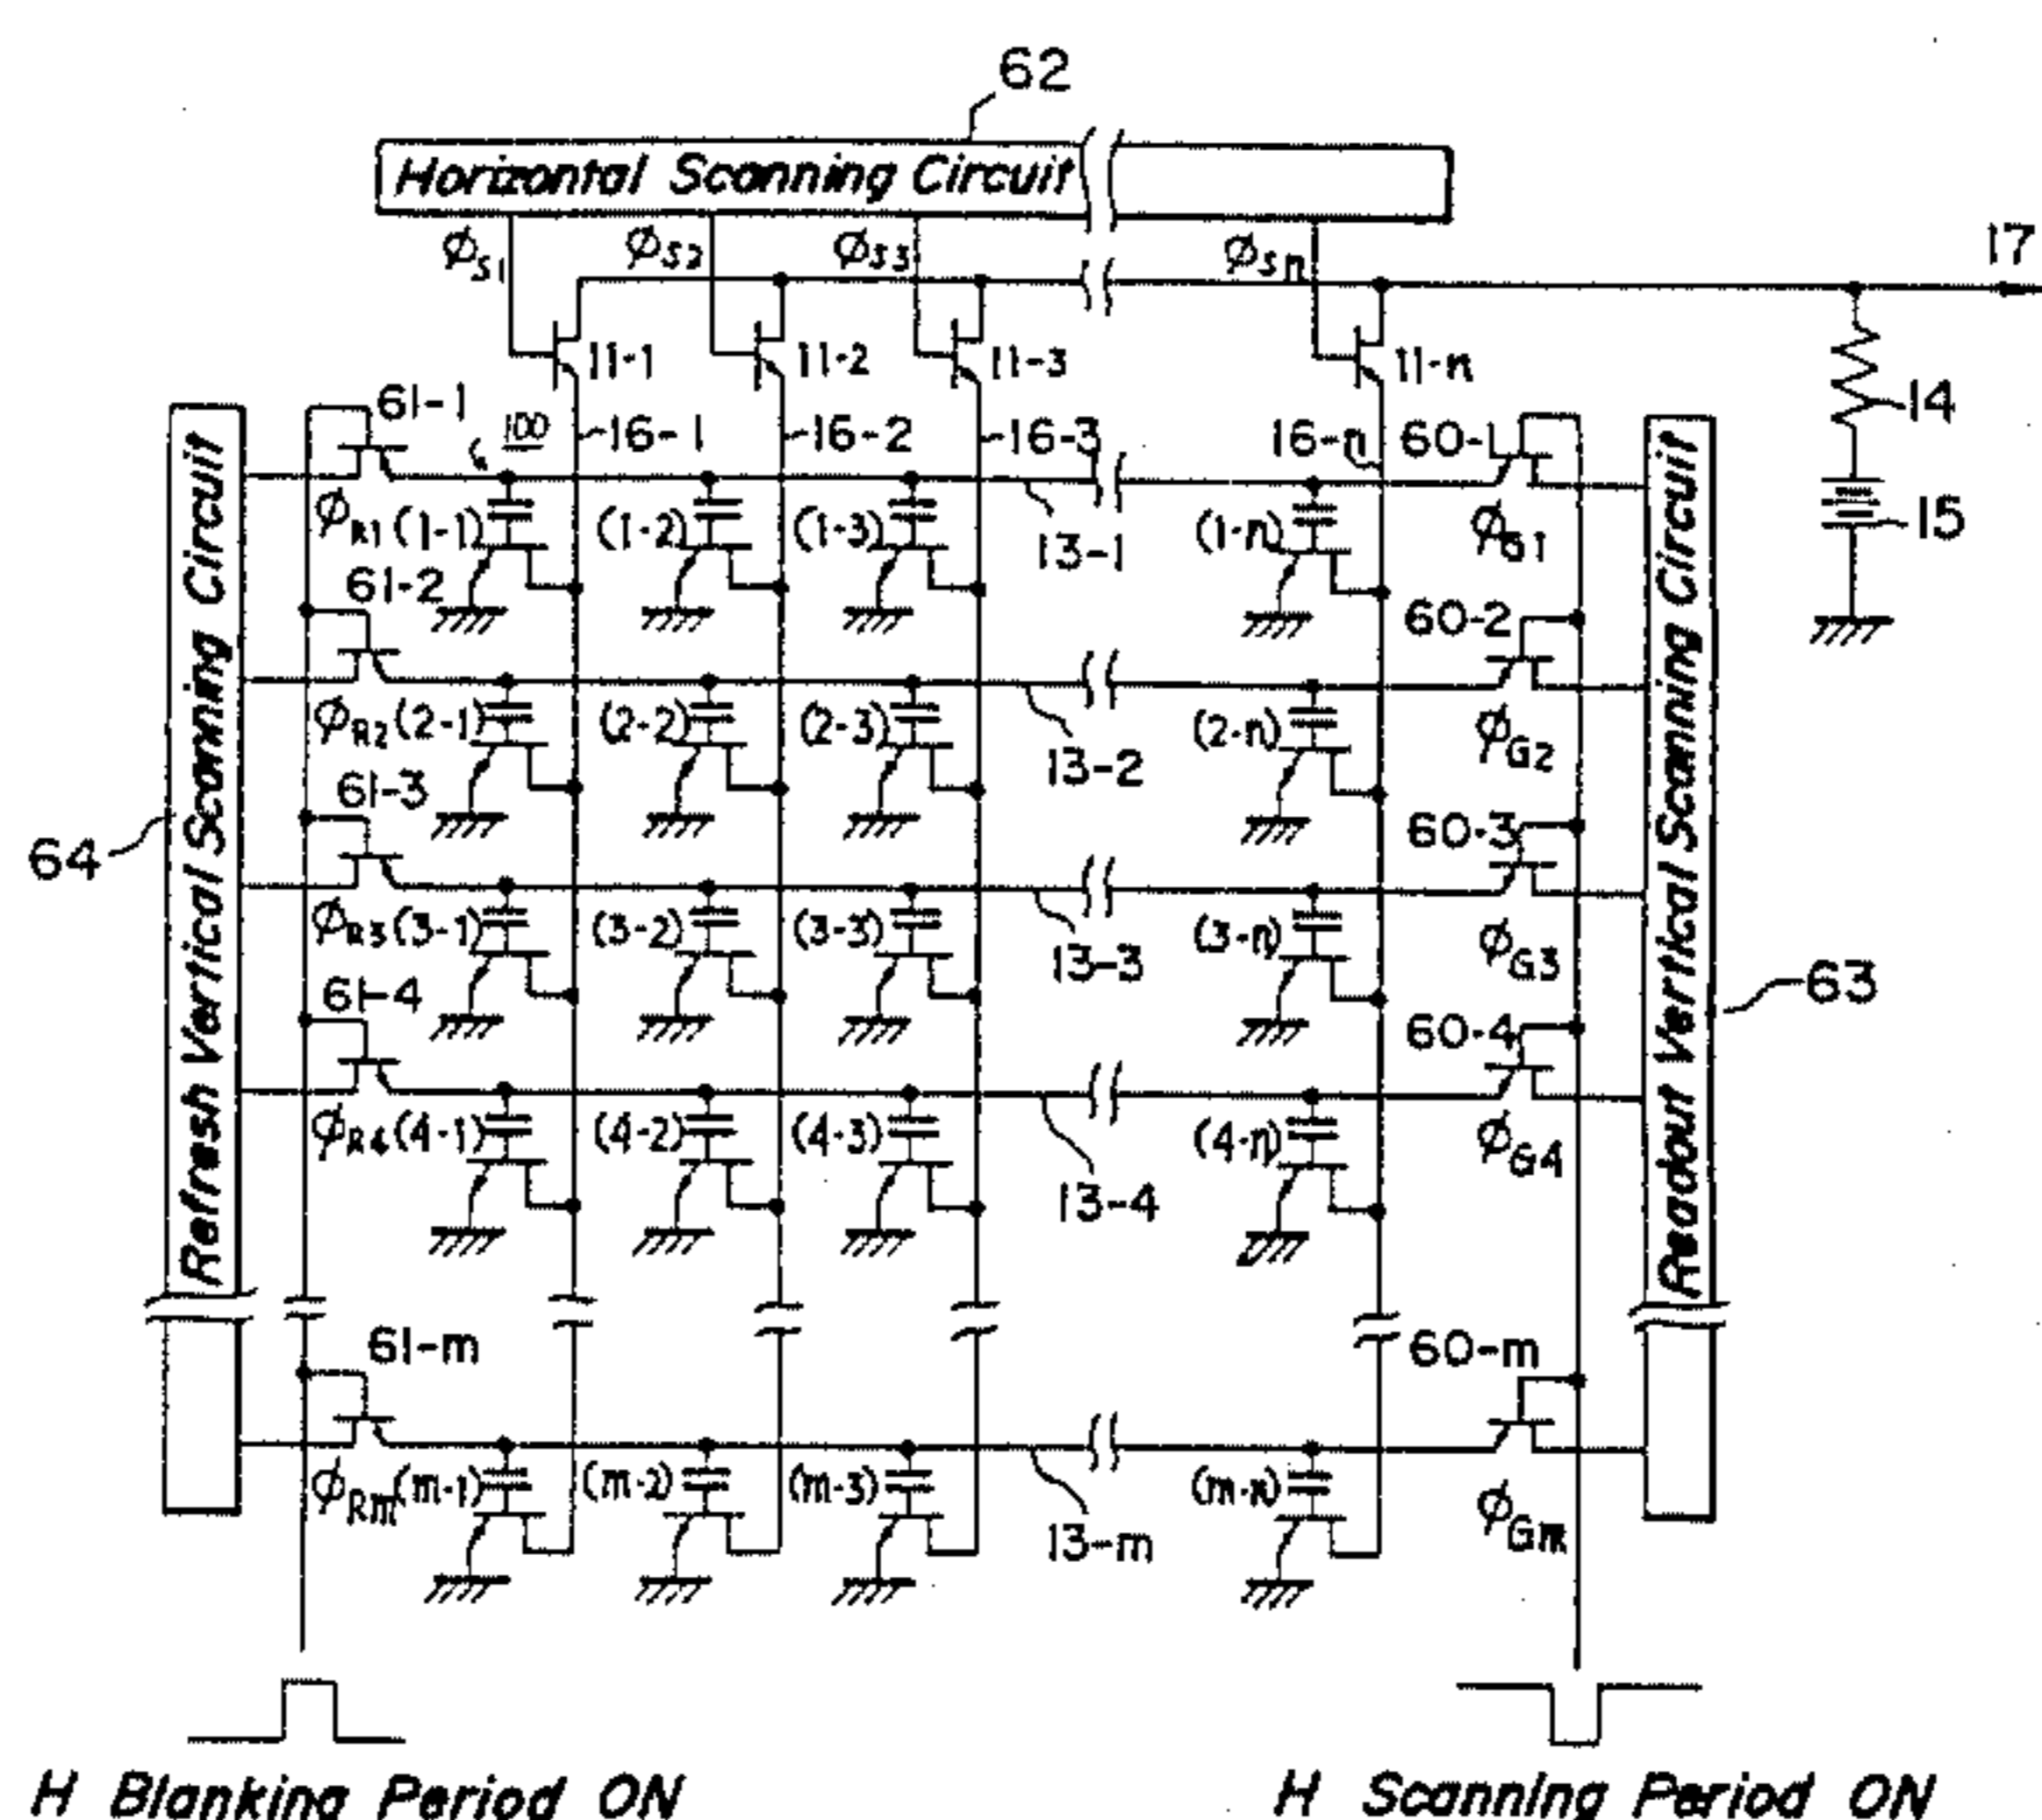 62
Horizontal Scanning Circuit
φS1 φS2 φS3 φSn
17
11-1 11-2 11-3 11-n
14
15
61-1 100 16-1 16-2 16-3 16-n 60-1
φR1 (1-1) (1-2) (1-3) 13-1 (1-n) φG1
61-2 60-2
φR2 (2-1) (2-2) (2-3) 13-2 (2-n) φG2
61-3 60-3
64
Refresh Vertical Scanning Circuit
φR3 (3-1) (3-2) (3-3) 13-3 (3-n) φG3
63
Readout Vertical Scanning Circuit
61-4 60-4
φR4 (4-1) (4-2) (4-3) 13-4 (4-n) φG4
61-m 60-m
φRm (m-1) (m-2) (m-3) 13-m (m-n) φGm
H Blanking Period ON
H Scanning Period ON